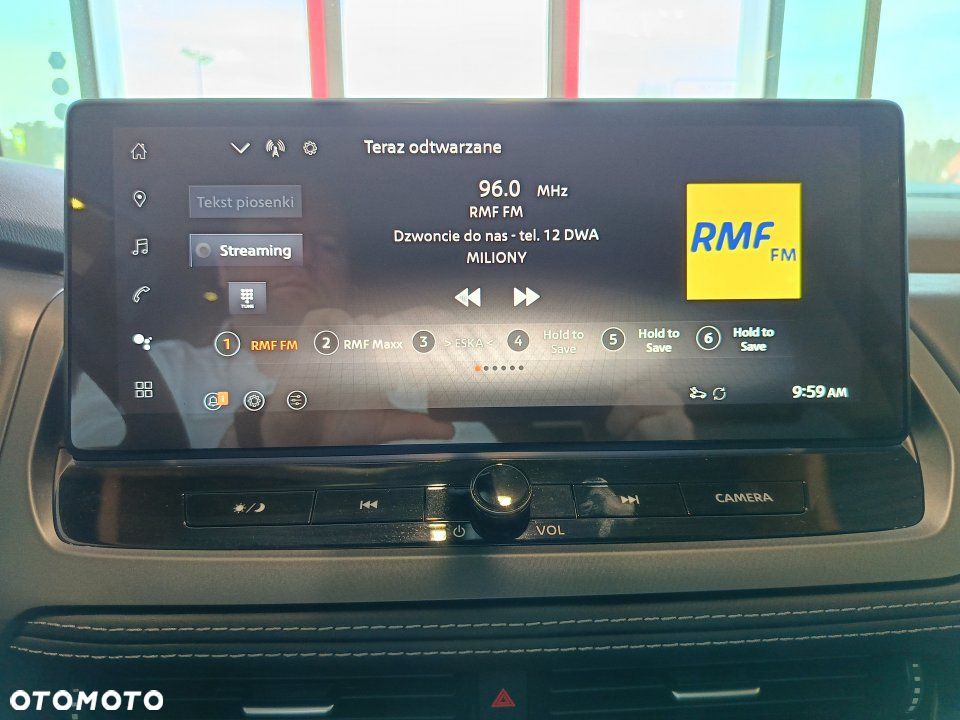 Teraz odtwarzane
Tekst piosenki
Streaming
TUNE
96.0 MHz
RMF FM
Dzwoncie do nas - tel. 12 DWA
MILIONY
RMF FM
1 RMF FM
2 RMF Maxx
3 > ESKA <
4 Hold to
Save
5 Hold to
Save
6 Hold to
Save
1
9:59 AM
CAMERA
VOL
OTOMOTO